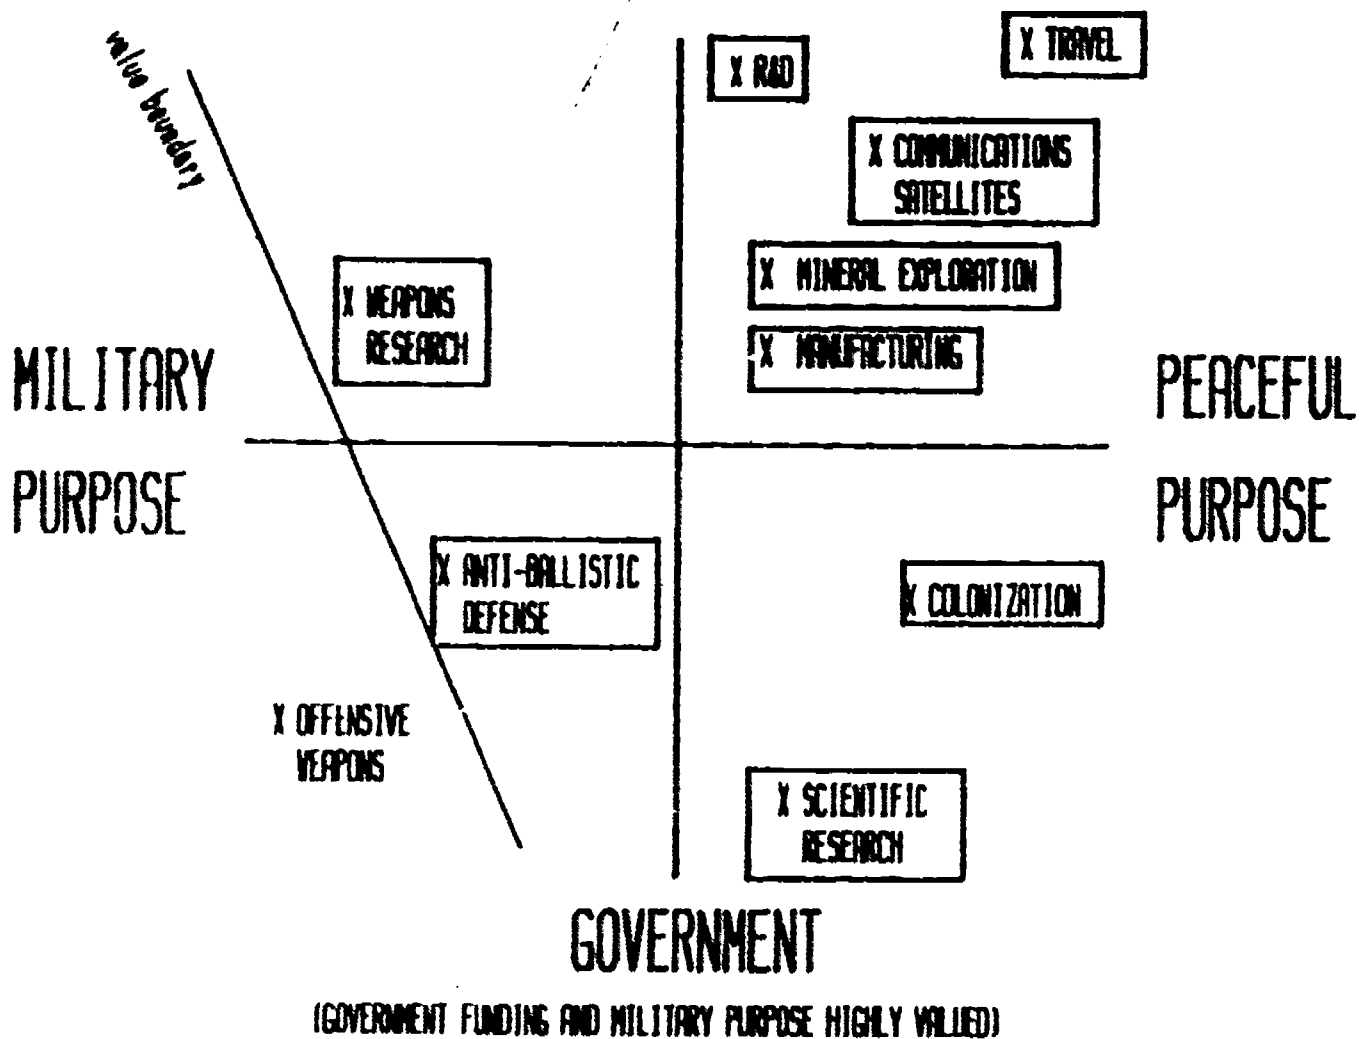 value boundary
X R&D
X TRAVEL
X COMMUNICATIONS
SATELLITES
X MINERAL EXPLORATION
X MANUFACTURING
X WEAPONS
RESEARCH
MILITARY
PURPOSE
PEACEFUL
PURPOSE
X ANTI-BALLISTIC
DEFENSE
X COLONIZATION
X OFFENSIVE
WEAPONS
X SCIENTIFIC
RESEARCH
GOVERNMENT
(GOVERNMENT FUNDING AND MILITARY PURPOSE HIGHLY VALUED)